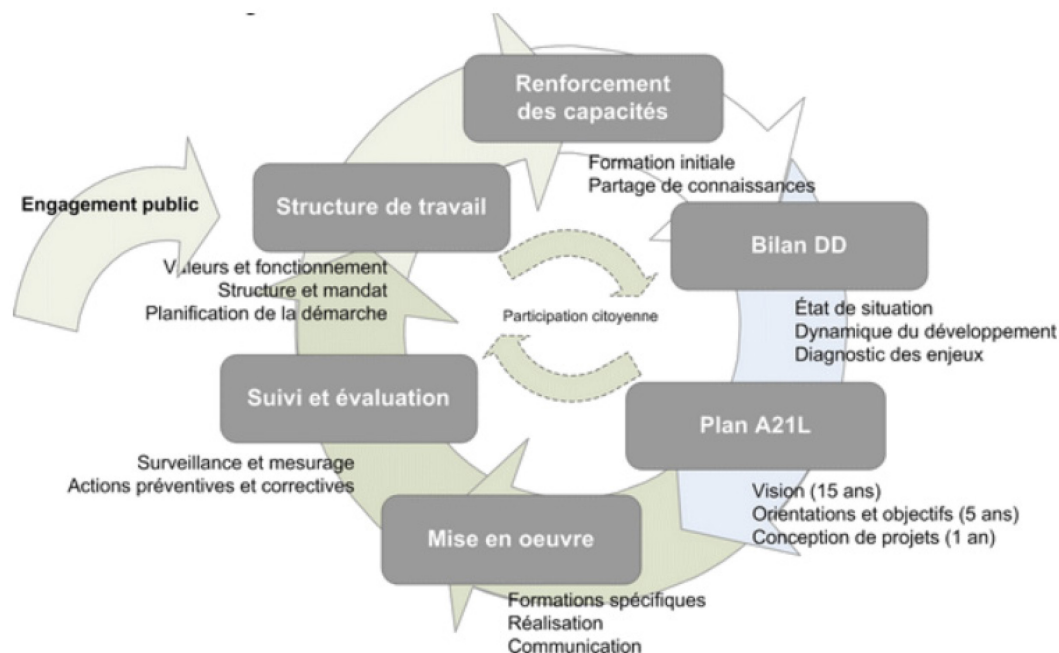 Renforcement
des capacités
Formation initiale
Partage de connaissances
Engagement public
Structure de travail
Valeurs et fonctionnement
Structure et mandat
Planification de la démarche
Bilan DD
État de situation
Dynamique du développement
Diagnostic des enjeux
Participation citoyenne
Suivi et évaluation
Surveillance et mesurage
Actions préventives et correctives
Plan A21L
Vision (15 ans)
Orientations et objectifs (5 ans)
Conception de projets (1 an)
Mise en oeuvre
Formations spécifiques
Réalisation
Communication